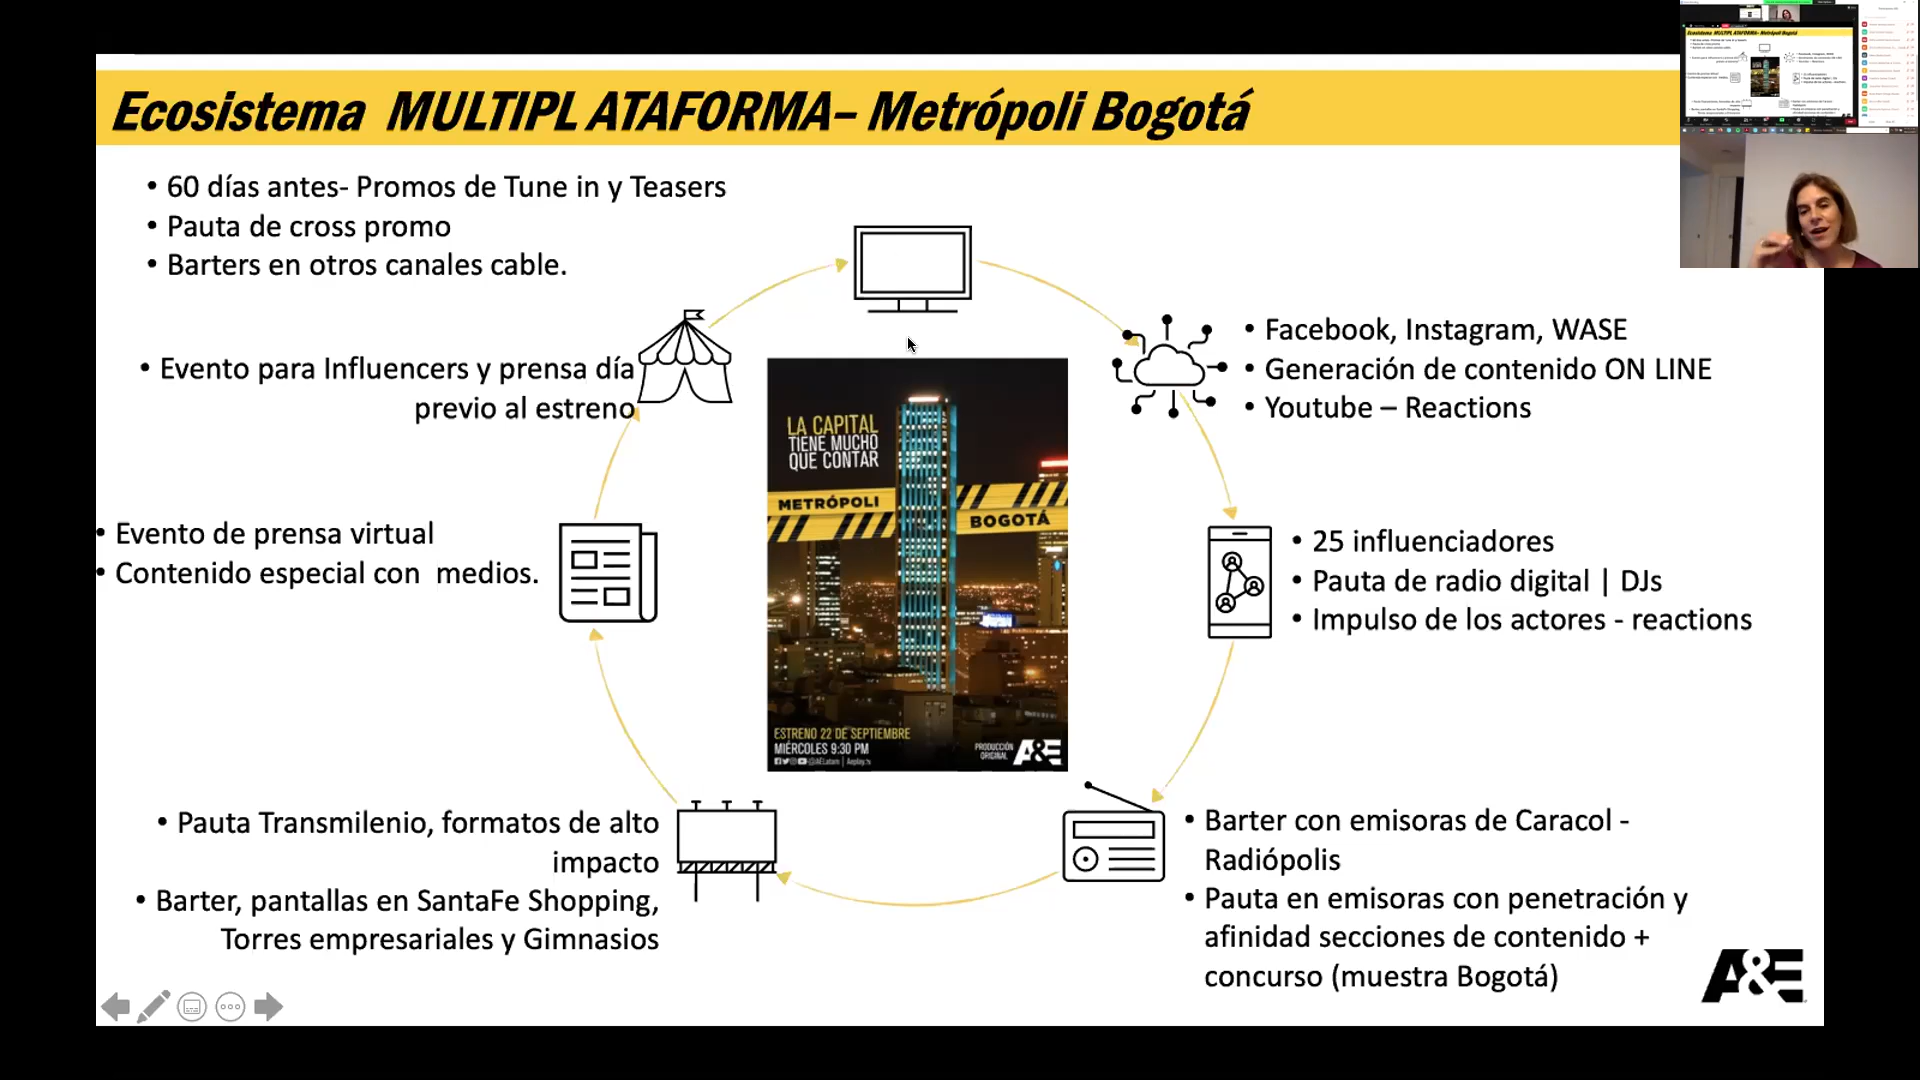 Ecosistema MULTIPL ATAFORMA– Metrópoli Bogotá
• 60 días antes- Promos de Tune in y Teasers
• Pauta de cross promo
• Barters en otros canales cable.
• Facebook, Instagram, WASE
• Generación de contenido ON LINE
• Youtube – Reactions
• Evento para Influencers y prensa día
previo al estreno
LA CAPITAL
TIENE MUCHO
QUE CONTAR
METRÓPOLI
BOGOTÁ
ESTRENO 22 DE SEPTIEMBRE
MIÉRCOLES 9:30 PM
@AELatam | Aeplay.tv
PRODUCCIÓN
ORIGINAL
A&E
• Evento de prensa virtual
• Contenido especial con medios.
• 25 influenciadores
• Pauta de radio digital | DJs
• Impulso de los actores - reactions
• Pauta Transmilenio, formatos de alto
impacto
• Barter, pantallas en SantaFe Shopping,
Torres empresariales y Gimnasios
• Barter con emisoras de Caracol -
Radiópolis
• Pauta en emisoras con penetración y
afinidad secciones de contenido +
concurso (muestra Bogotá)
A&E